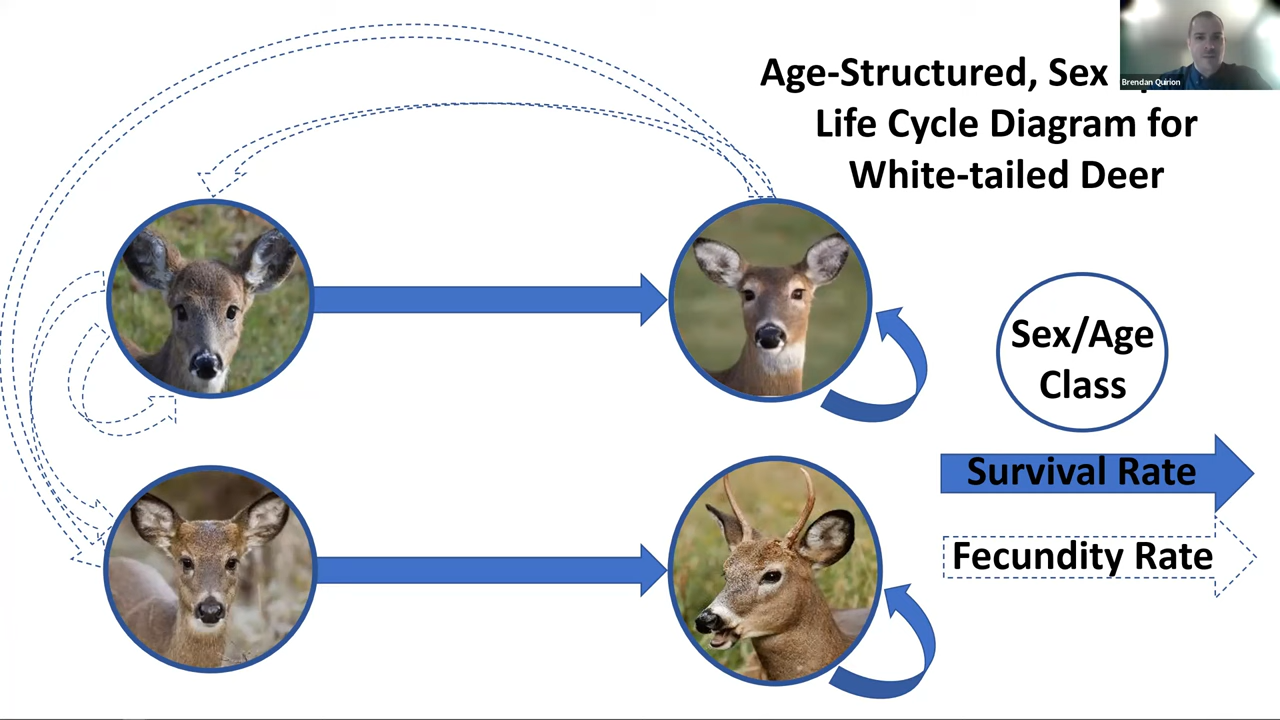 Age-Structured, Sex
Life Cycle Diagram for
White-tailed Deer
Brendan Quirion
Sex/Age
Class
Survival Rate
Fecundity Rate